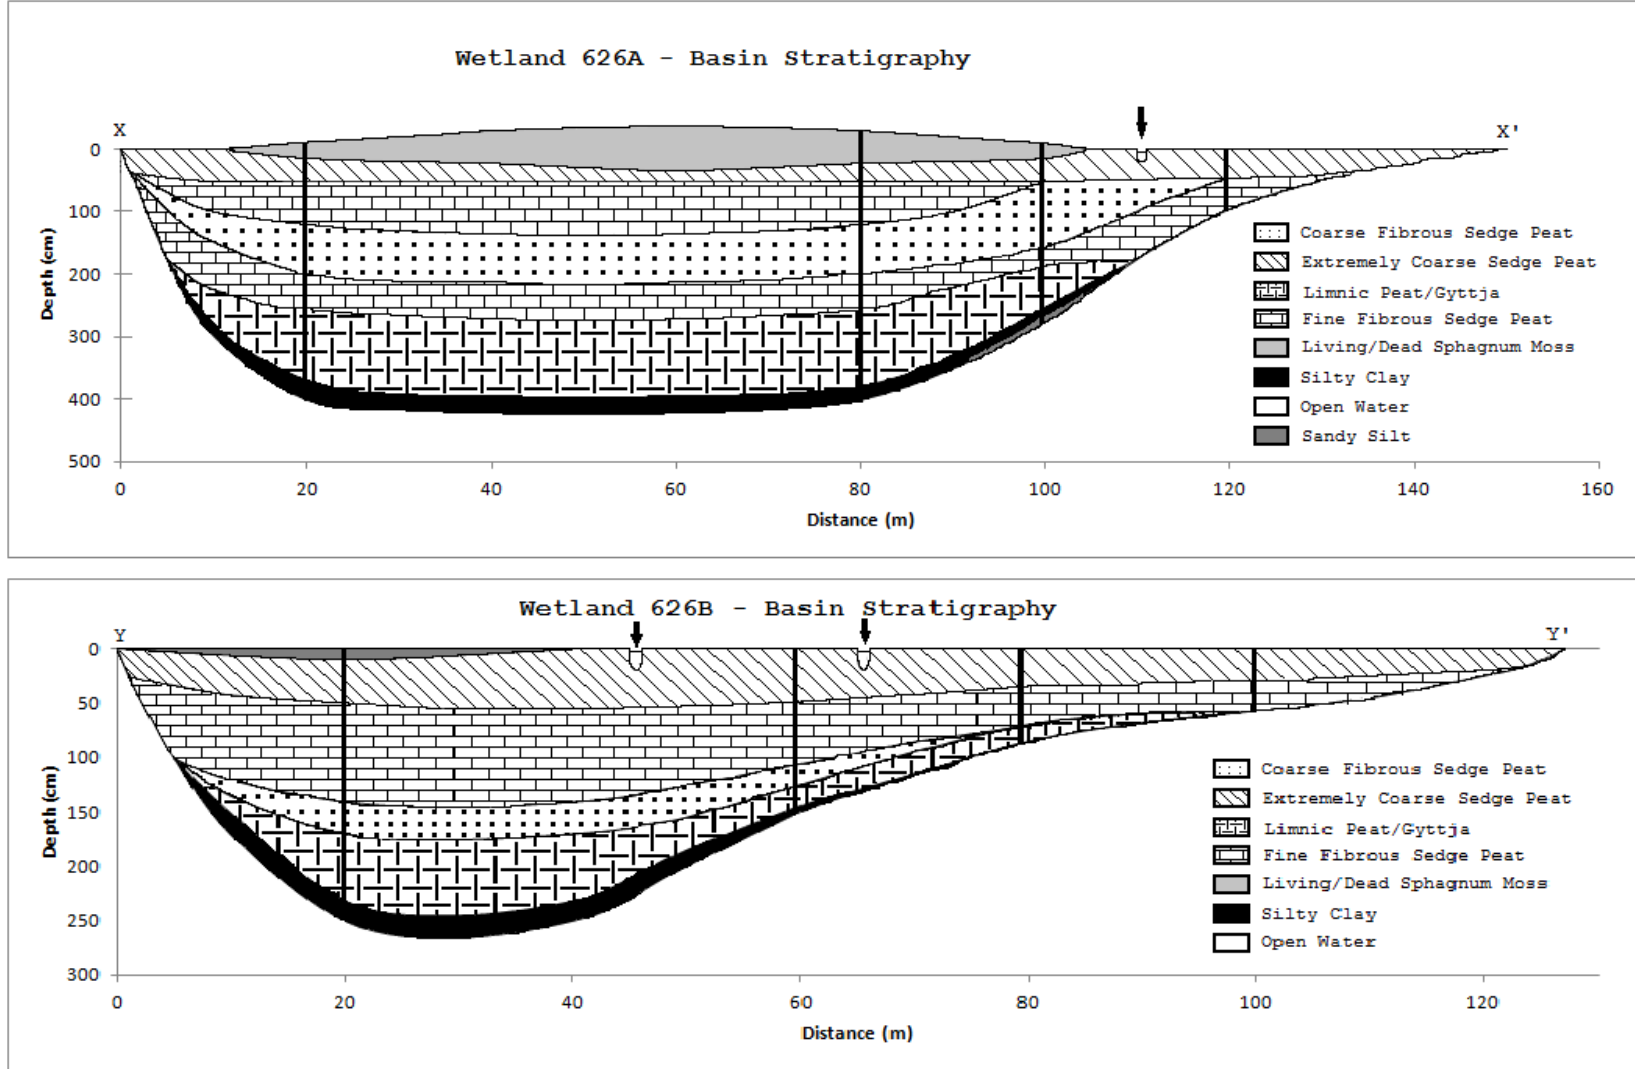 Wetland 626A - Basin Stratigraphy
X
X'
0
100
200
300
400
500
Depth (cm)
Coarse Fibrous Sedge Peat
Extremely Coarse Sedge Peat
Limnic Peat/Gyttja
Fine Fibrous Sedge Peat
Living/Dead Sphagnum Moss
Silty Clay
Open Water
Sandy Silt
0 20 40 60 80 100 120 140 160
Distance (m)
Wetland 626B - Basin Stratigraphy
Y
Y'
0
50
100
150
200
250
300
Depth (cm)
Coarse Fibrous Sedge Peat
Extremely Coarse Sedge Peat
Limnic Peat/Gyttja
Fine Fibrous Sedge Peat
Living/Dead Sphagnum Moss
Silty Clay
Open Water
0 20 40 60 80 100 120
Distance (m)